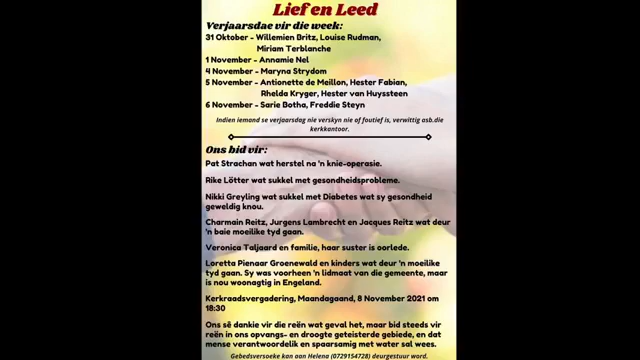 Lief en Leed
Verjaarsdae vir die week:
31 Oktober - Willemien Britz, Louise Rudman,
Miriam Terblanche
1 November - Annamie Nel
4 November - Maryna Strydom
5 November - Antionette de Meillon, Hester Fabian,
Rhelda Kryger, Hester van Huyssteen
6 November - Sarie Botha, Freddie Steyn
Indien iemand se verjaarsdag nie verskyn nie of foutief is, verwittig asb.die
kerkkantoor.
Ons bid vir:
Pat Strachan wat herstel na 'n knie-operasie.
Rike Lötter wat sukkel met gesondheidsprobleme.
Nikki Greyling wat sukkel met Diabetes wat sy gesondheid
geweldig knou.
Charmain Reitz, Jurgens Lambrecht en Jacques Reitz wat deur
'n baie moeilike tyd gaan.
Veronica Taljaard en familie, haar suster is oorlede.
Loretta Pienaar Groenewald en kinders wat deur 'n moeilike
tyd gaan. Sy was voorheen 'n lidmaat van die gemeente, maar
is nou woonagtig in Engeland.
Kerkraadsvergadering, Maandagaand, 8 November 2021 om
18:30
Ons sê dankie vir die reën wat geval het, maar bid steeds vir
reën in ons opvangs- en droogte geteisterde gebiede, en dat
mense verantwoordelik en spaarsamig met water sal wees.
Gebedsversoeke kan aan Helena (0729154728) deurgestuur word.